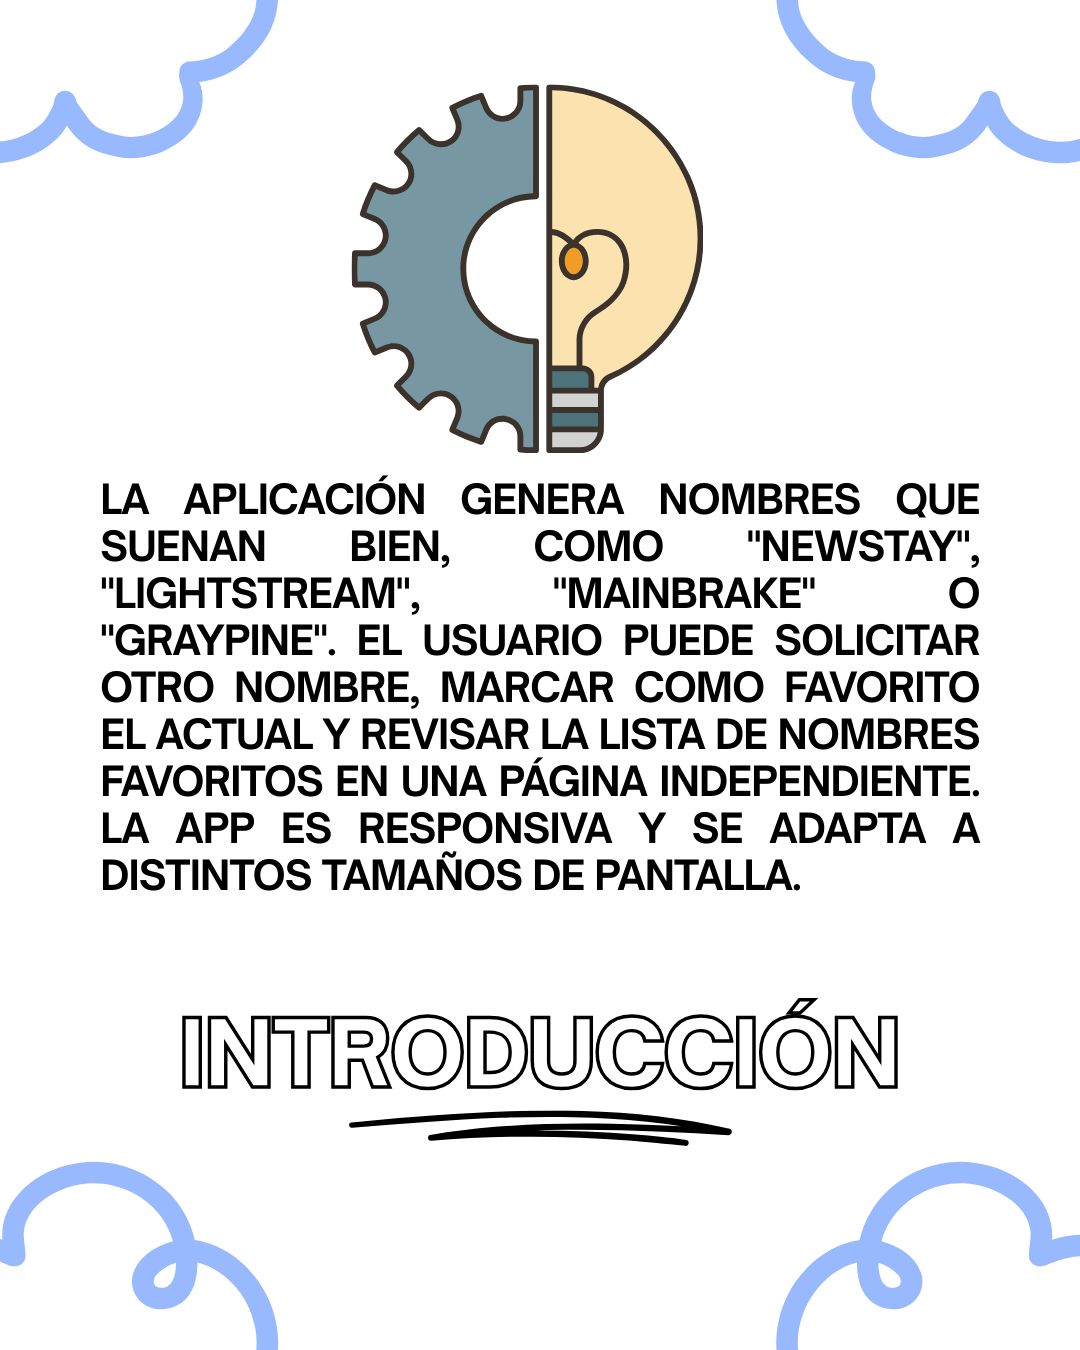 LA APLICACIÓN GENERA NOMBRES QUE
SUENAN BIEN, COMO "NEWSTAY",
"LIGHTSTREAM", "MAINBRAKE" O
"GRAYPINE". EL USUARIO PUEDE SOLICITAR
OTRO NOMBRE, MARCAR COMO FAVORITO
EL ACTUAL Y REVISAR LA LISTA DE NOMBRES
FAVORITOS EN UNA PÁGINA INDEPENDIENTE.
LA APP ES RESPONSIVA Y SE ADAPTA A
DISTINTOS TAMAÑOS DE PANTALLA.
INTRODUCCIÓN